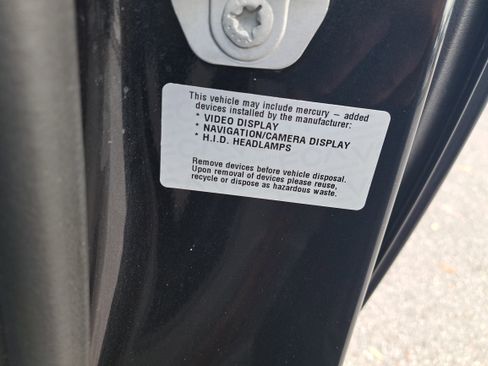 This vehicle may include mercury – added
devices installed by the manufacturer:
* VIDEO DISPLAY
* NAVIGATION/CAMERA DISPLAY
* H.I.D. HEADLAMPS
Remove devices before vehicle disposal.
Upon removal of devices please reuse,
recycle or dispose as hazardous waste.